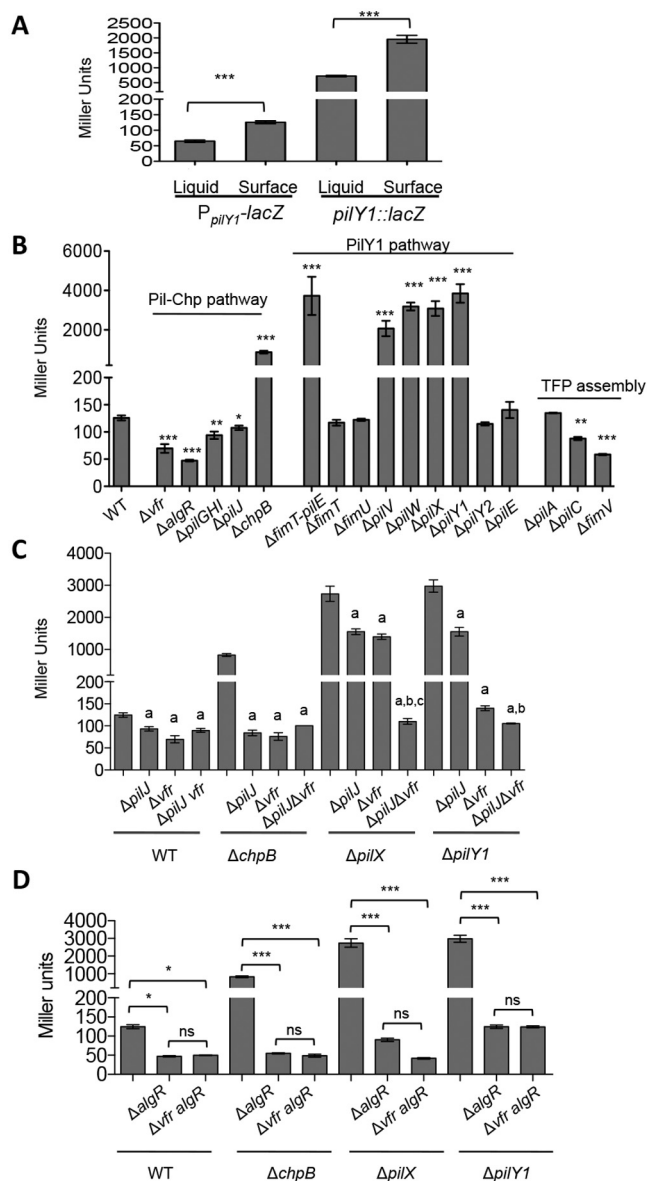 A
Miller Units
2500
2000
1500
1000
500
200
150
100
50
0
***
***
Liquid Surface Liquid Surface
PpilY1-lacZ pilY1::lacZ
B
Miller Units
6000
4000
2000
150
100
50
0
PilY1 pathway
Pil-Chp pathway
TFP assembly
*** *** ** * ***
*** *** *** *** ***
** ***
WT Δvfr ΔalgR ΔpilGHI ΔpilJ ΔchpB ΔfimT-pilE ΔfimT ΔfimU ΔpilV ΔpilW ΔpilX ΔpilY1 ΔpilY2 ΔpilE ΔpilA ΔpilC ΔfimV
C
Miller Units
4000
3000
2000
1000
200
150
100
50
0
a a a a a a a a a,b,c a a a,b
ΔpilJ Δvfr ΔpilJ vfr ΔpilJ Δvfr ΔpilJΔvfr ΔpilJ Δvfr ΔpilJΔvfr ΔpilJ Δvfr ΔpilJΔvfr
WT ΔchpB ΔpilX ΔpilY1
D
Miller units
4000
3000
2000
1000
200
150
100
50
0
* * ns
*** *** ns
*** *** ns
*** *** ns
ΔalgR Δvfr algR ΔalgR Δvfr algR ΔalgR Δvfr algR ΔalgR Δvfr algR
WT ΔchpB ΔpilX ΔpilY1